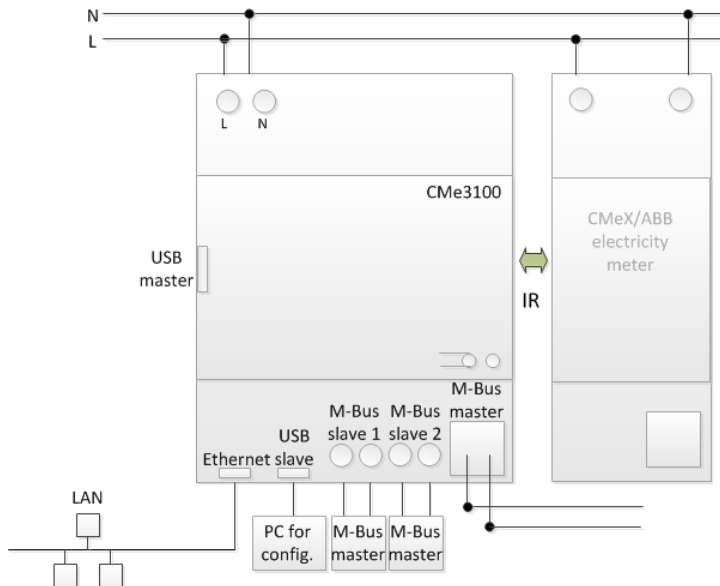 N
L
L
N
CMe3100
CMeX/ABB
electricity
meter
USB
master
IR
M-Bus
master
M-Bus
slave 1
M-Bus
slave 2
USB
slave
Ethernet
LAN
PC for
config.
M-Bus
master
M-Bus
master